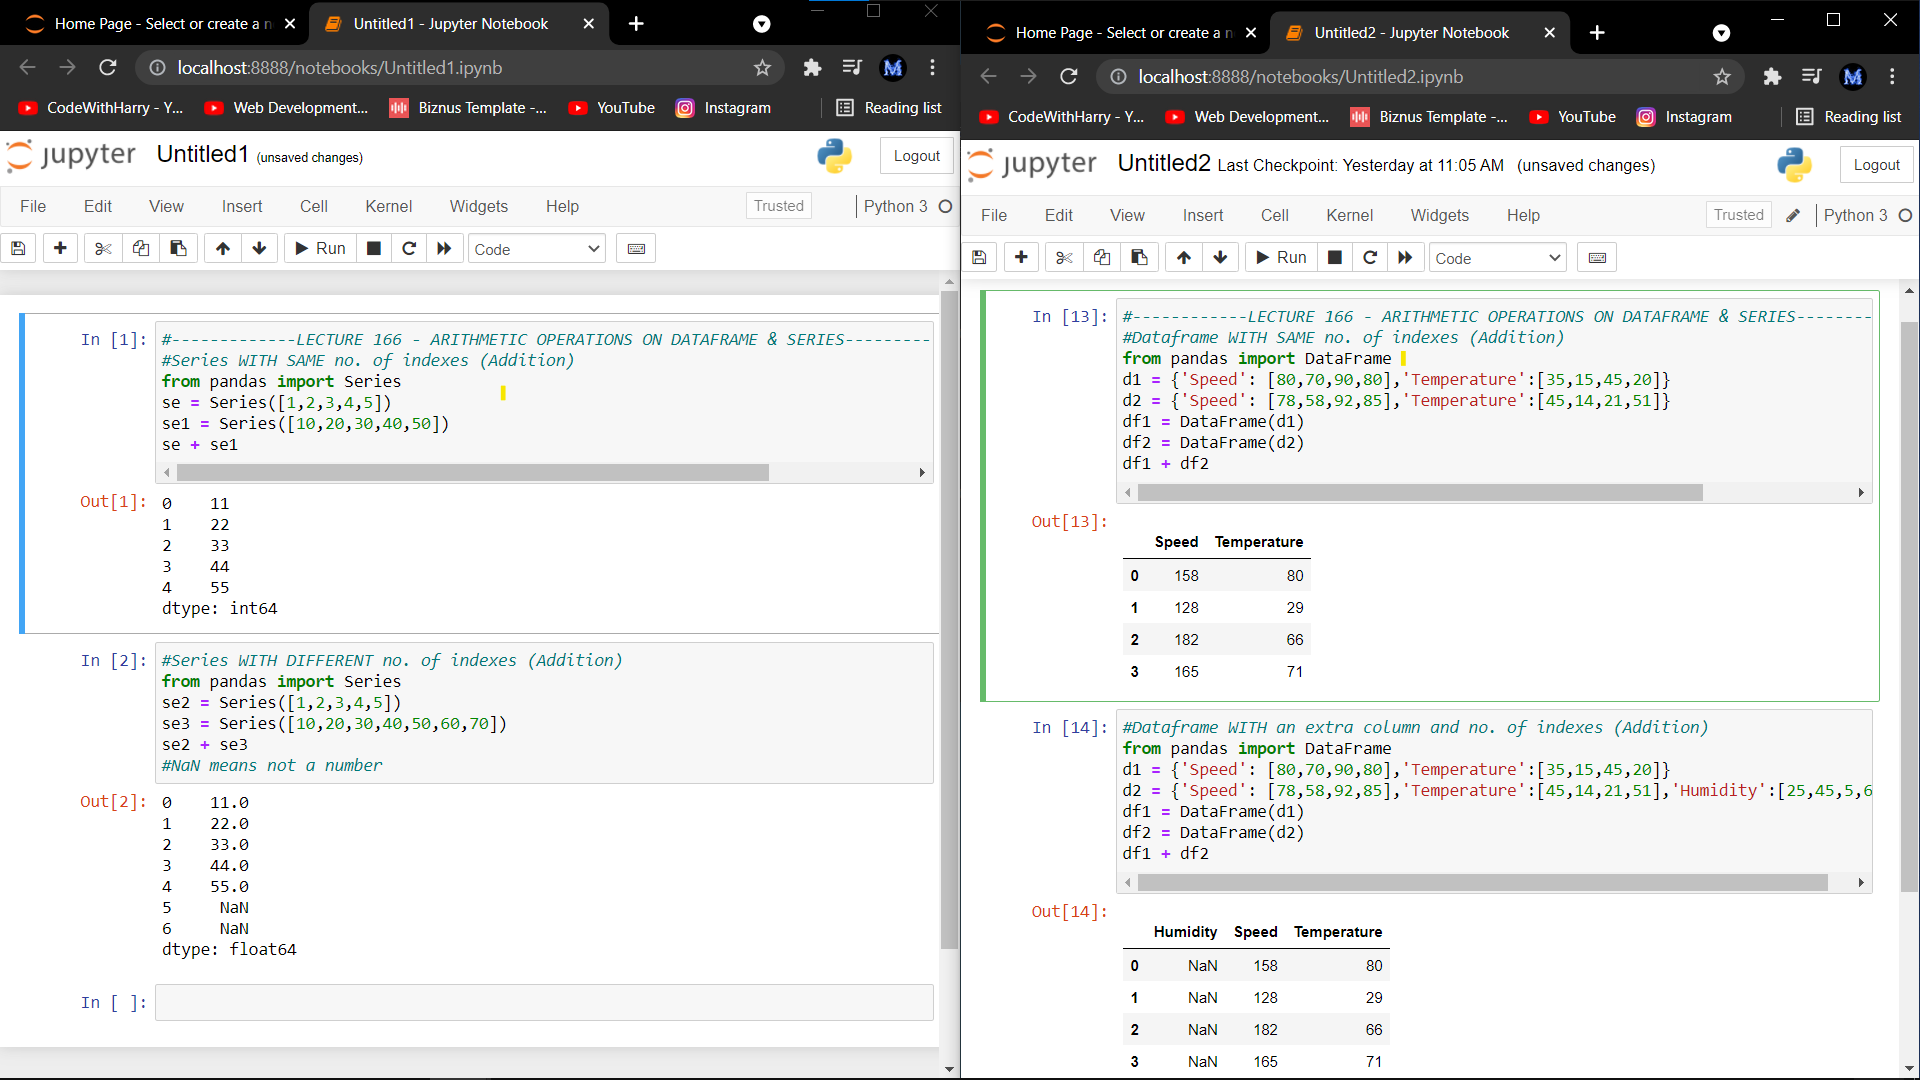 Home Page - Select or create a n
Untitled1 - Jupyter Notebook
localhost:8888/notebooks/Untitled1.ipynb
CodeWithHarry - Y...
Web Development...
Biznus Template -...
YouTube
Instagram
Reading list
jupyter Untitled1 (unsaved changes)
Logout
File Edit View Insert Cell Kernel Widgets Help
Trusted
Python 3
Run
Code
In [1]:
#-------------LECTURE 166 - ARITHMETIC OPERATIONS ON DATAFRAME & SERIES---------
#Series WITH SAME no. of indexes (Addition)
from pandas import Series
se = Series([1,2,3,4,5])
se1 = Series([10,20,30,40,50])
se + se1
Out[1]:
0 11
1 22
2 33
3 44
4 55
dtype: int64
In [2]:
#Series WITH DIFFERENT no. of indexes (Addition)
from pandas import Series
se2 = Series([1,2,3,4,5])
se3 = Series([10,20,30,40,50,60,70])
se2 + se3
#NaN means not a number
Out[2]:
0 11.0
1 22.0
2 33.0
3 44.0
4 55.0
5 NaN
6 NaN
dtype: float64
In [ ]:
Home Page - Select or create a n
Untitled2 - Jupyter Notebook
localhost:8888/notebooks/Untitled2.ipynb
CodeWithHarry - Y...
Web Development...
Biznus Template -...
YouTube
Instagram
Reading list
jupyter Untitled2 Last Checkpoint: Yesterday at 11:05 AM (unsaved changes)
Logout
File Edit View Insert Cell Kernel Widgets Help
Trusted
Python 3
Run
Code
In [13]:
#------------LECTURE 166 - ARITHMETIC OPERATIONS ON DATAFRAME & SERIES--------
#Dataframe WITH SAME no. of indexes (Addition)
from pandas import DataFrame
d1 = {'Speed': [80,70,90,80],'Temperature':[35,15,45,20]}
d2 = {'Speed': [78,58,92,85],'Temperature':[45,14,21,51]}
df1 = DataFrame(d1)
df2 = DataFrame(d2)
df1 + df2
Out[13]:
Speed Temperature
0 158 80
1 128 29
2 182 66
3 165 71
In [14]:
#Dataframe WITH an extra column and no. of indexes (Addition)
from pandas import DataFrame
d1 = {'Speed': [80,70,90,80],'Temperature':[35,15,45,20]}
d2 = {'Speed': [78,58,92,85],'Temperature':[45,14,21,51],'Humidity':[25,45,5,6
df1 = DataFrame(d1)
df2 = DataFrame(d2)
df1 + df2
Out[14]:
Humidity Speed Temperature
0 NaN 158 80
1 NaN 128 29
2 NaN 182 66
3 NaN 165 71